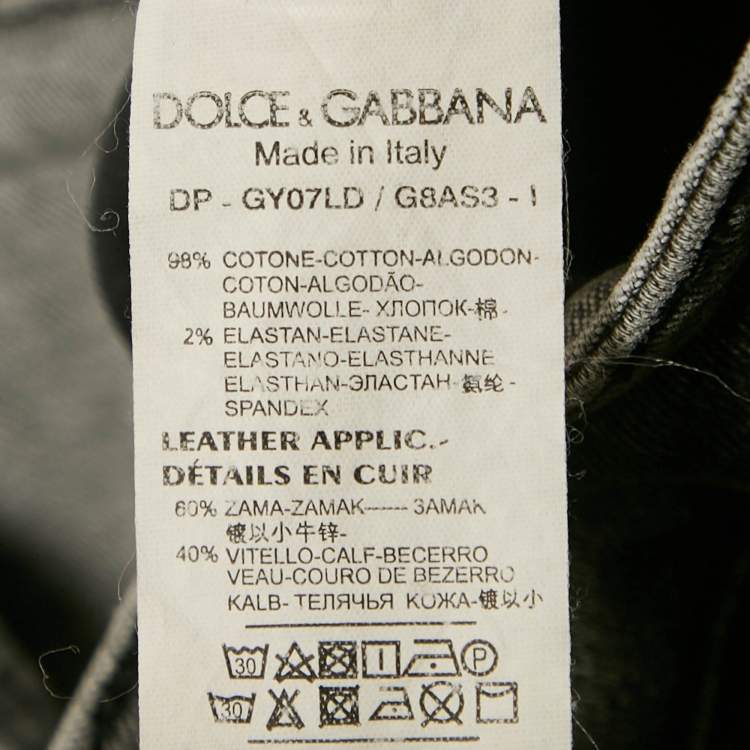 DOLCE & GABBANA
Made in Italy
DP - GY07LD / G8AS3 - I
98% COTONE-COTTON-ALGODON-
COTON-ALGODÃO-
BAUMWOLLE- ХЛОПОК-棉-
2% ELASTAN-ELASTANE-
ELASTANO-ELASTHANNE
ELASTHAN-ЭЛАСТАН-氨纶-
SPANDEX
LEATHER APPLIC.-
DÉTAILS EN CUIR
60% ZAMA-ZAMAK------ЗАМАК
镀以小牛锌-
40% VITELLO-CALF-BECERRO
VEAU-COURO DE BEZERRO
KALB- ТЕЛЯЧЬЯ КОЖА-镀以小
30 P
30